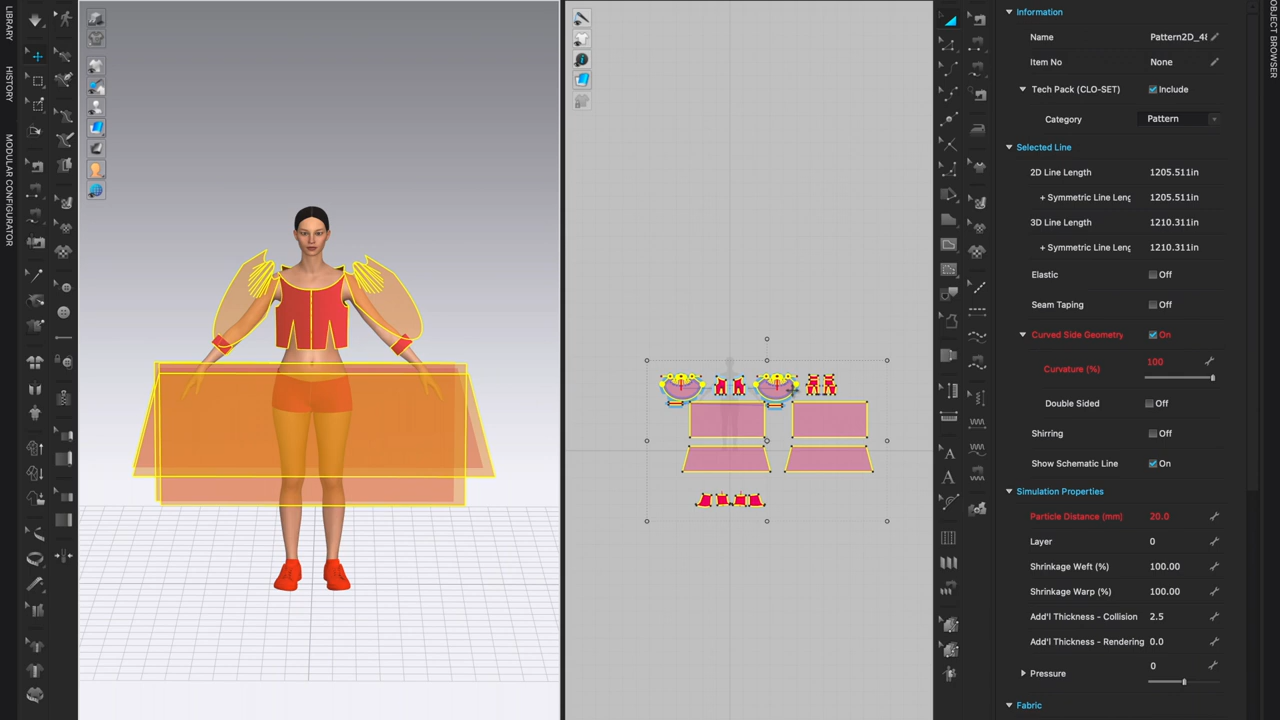 LIBRARY
HISTORY
MODULAR CONFIGURATOR
Information
Name Pattern2D_48
Item No None
Tech Pack (CLO-SET) Include
Category Pattern
Selected Line
2D Line Length 1205.511in
+ Symmetric Line Leng 1205.511in
3D Line Length 1210.311in
+ Symmetric Line Leng 1210.311in
Elastic Off
Seam Taping Off
Curved Side Geometry On
Curvature (%) 100
Double Sided Off
Shirring Off
Show Schematic Line On
Simulation Properties
Particle Distance (mm) 20.0
Layer 0
Shrinkage Weft (%) 100.00
Shrinkage Warp (%) 100.00
Add'l Thickness - Collision 2.5
Add'l Thickness - Rendering 0.0
Pressure 0
Fabric
OBJECT BROWSER